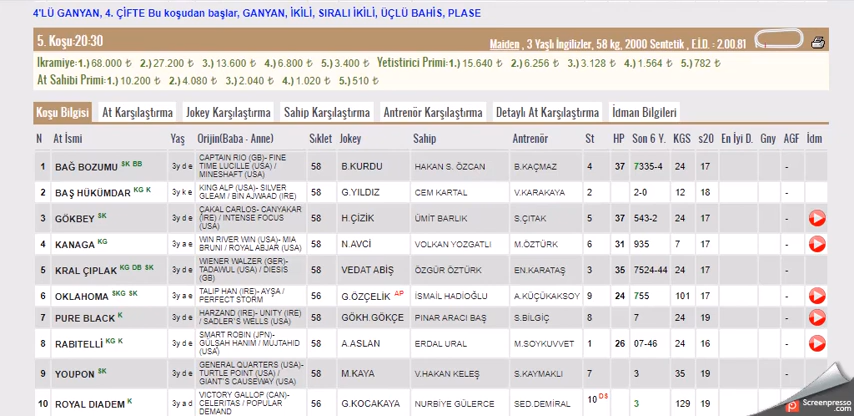 4'LÜ GANYAN, 4. ÇİFTE Bu koşudan başlar, GANYAN, İKİLİ, SIRALI İKİLİ, ÜÇLÜ BAHİS, PLASE
5. Koşu:20:30 Maiden , 3 Yaşlı İngilizler, 58 kg, 2000 Sentetik , E.İ.D. : 2.00.81
Ikramiye:1.) 68.000 ₺ 2.) 27.200 ₺ 3.) 13.600 ₺ 4.) 6.800 ₺ 5.) 3.400 ₺ Yetistirici Primi:1.) 15.640 ₺ 2.) 6.256 ₺ 3.) 3.128 ₺ 4.) 1.564 ₺ 5.) 782 ₺
At Sahibi Primi:1.) 10.200 ₺ 2.) 4.080 ₺ 3.) 2.040 ₺ 4.) 1.020 ₺ 5.) 510 ₺
Koşu Bilgisi At Karşılaştırma Jokey Karşılaştırma Sahip Karşılaştırma Antrenör Karşılaştırma Detaylı At Karşılaştırma İdman Bilgileri
N At İsmi Yaş Orijin(Baba - Anne) Sıklet Jokey Sahip Antrenör St HP Son 6 Y. KGS s20 En İyi D. Gny AGF İdm
1 BAĞ BOZUMU SK BB 3y d e CAPTAIN RIO (GB)- FINE TIME LUCILLE (USA) / MINESHAFT (USA) 58 B.KURDU HAKAN S. ÖZCAN B.KAÇMAZ 4 37 7335-4 24 17 -
2 BAŞ HÜKÜMDAR KG K 3y k e KING ALP (USA)- SILVER GLEAM / BIN AJWAAD (IRE) 58 G.YILDIZ CEM KARTAL V.KARAKAYA 2 2-0 12 18 -
3 GÖKBEY SK 3y d e ÇAKAL CARLOS- CANYAKAR (IRE) / INTENSE FOCUS (USA) 58 H.ÇİZİK ÜMİT BARLIK S.ÇITAK 5 37 543-2 24 17 -
4 KANAGA KG 3y a e WIN RIVER WIN (USA)- MIA BRUNI / ROYAL ABJAR (USA) 58 N.AVCİ VOLKAN YOZGATLI M.ÖZTÜRK 6 31 935 7 17 -
5 KRAL ÇIPLAK KG DB SK 3y d e WIENER WALZER (GER)- TADAWUL (USA) / DIESIS (GB) 58 VEDAT ABİŞ ÖZGÜR ÖZTÜRK EN.KARATAŞ 3 35 7524-44 24 17 -
6 OKLAHOMA SKG SK 3y a e TALIP HAN (IRE)- AYŞA / PERFECT STORM 56 G.ÖZÇELİK AP İSMAİL HADİOĞLU A.KÜÇÜKAKSOY 9 24 755 101 17 -
7 PURE BLACK K 3y d e HARZAND (IRE)- UNITY (IRE) / SADLER'S WELLS (USA) 58 GÖKH.GÖKÇE PINAR ARACI BAŞ S.BİLGİÇ 8 7 24 19 -
8 RABITELLİ KG K 3y d e SMART ROBIN (JPN)- GÜLŞAH HANIM / MUJTAHID (USA) 58 A.ASLAN ERDAL URAL M.SOYKUVVET 1 26 07-46 24 16 -
9 YOUPON SK 3y d e GENERAL QUARTERS (USA)- TURTLE POINT (USA) / GIANT'S CAUSEWAY (USA) 58 M.KAYA V.HAKAN KELEŞ S.KAYMAKLI 7 3 35 19 -
10 ROYAL DIADEM K 3y a d VICTORY GALLOP (CAN)- CELERITAS / POPULAR DEMAND 56 G.KOCAKAYA NURBİYE GÜLERCE SED.DEMİRAL 10 DS 3 129 19 -
Screenpresso.com